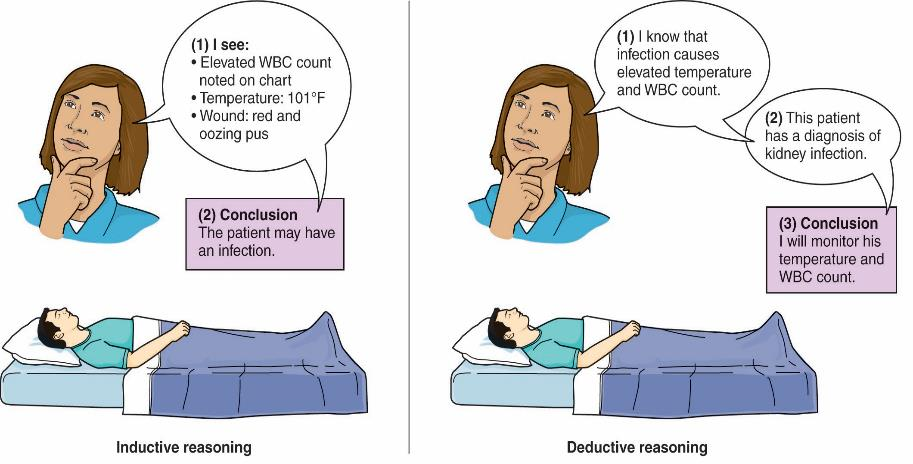 (1) I see:
• Elevated WBC count
noted on chart
• Temperature: 101°F
• Wound: red and
oozing pus
(2) Conclusion
The patient may have
an infection.
Inductive reasoning
(1) I know that
infection causes
elevated temperature
and WBC count.
(2) This patient
has a diagnosis of
kidney infection.
(3) Conclusion
I will monitor his
temperature and
WBC count.
Deductive reasoning